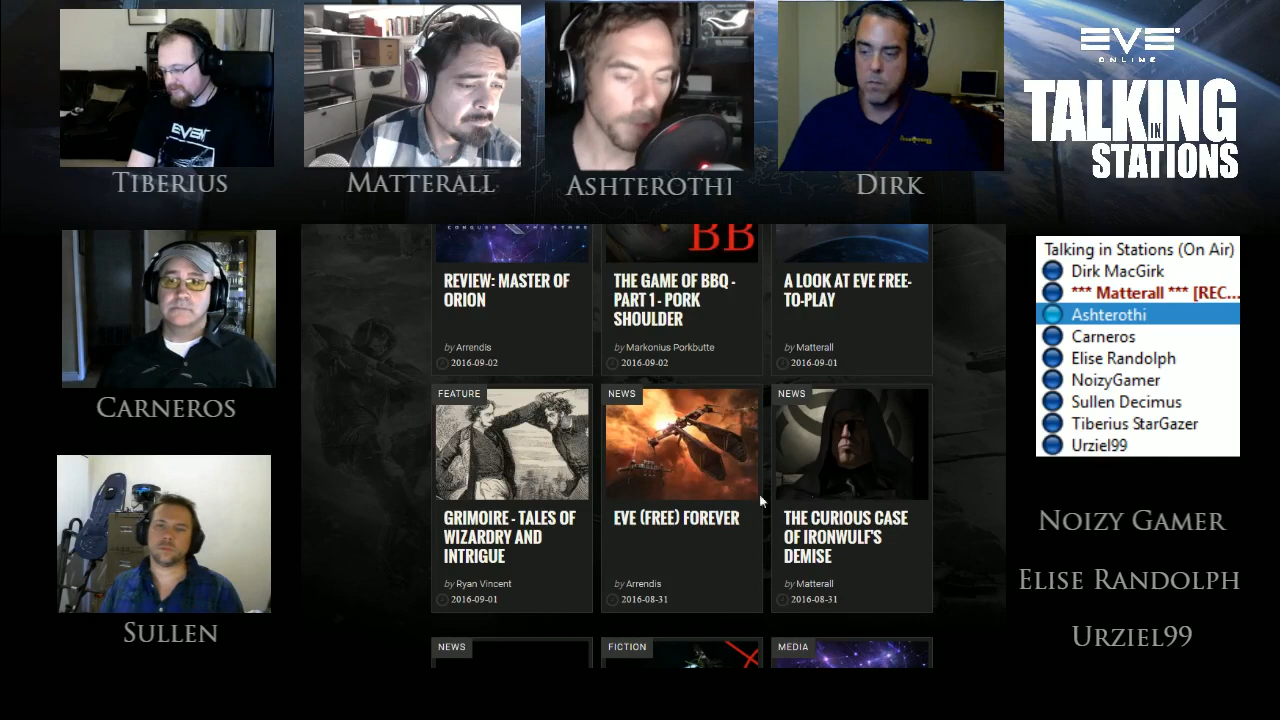 EVE
ONLINE
TALKING
IN
STATIONS
EVE
TIBERIUS
MATTERALL
ASHTEROTHI
DIRK
CARNEROS
SULLEN
CONQUER THE STARS
BB
REVIEW: MASTER OF
ORION
by Arrendis
2016-09-02
THE GAME OF BBQ -
PART 1 - PORK
SHOULDER
by Markonius Porkbutte
2016-09-02
A LOOK AT EVE FREE-
TO-PLAY
by Matterall
2016-09-01
FEATURE
GRIMOIRE - TALES OF
WIZARDRY AND
INTRIGUE
by Ryan Vincent
2016-09-01
NEWS
EVE (FREE) FOREVER
by Arrendis
2016-08-31
NEWS
THE CURIOUS CASE
OF IRONWULF'S
DEMISE
by Matterall
2016-08-31
NEWS
FICTION
MEDIA
Talking in Stations (On Air)
Dirk MacGirk
*** Matterall *** [REC...
Ashterothi
Carneros
Elise Randolph
NoizyGamer
Sullen Decimus
Tiberius StarGazer
Urziel99
NOIZY GAMER
ELISE RANDOLPH
URZIEL99